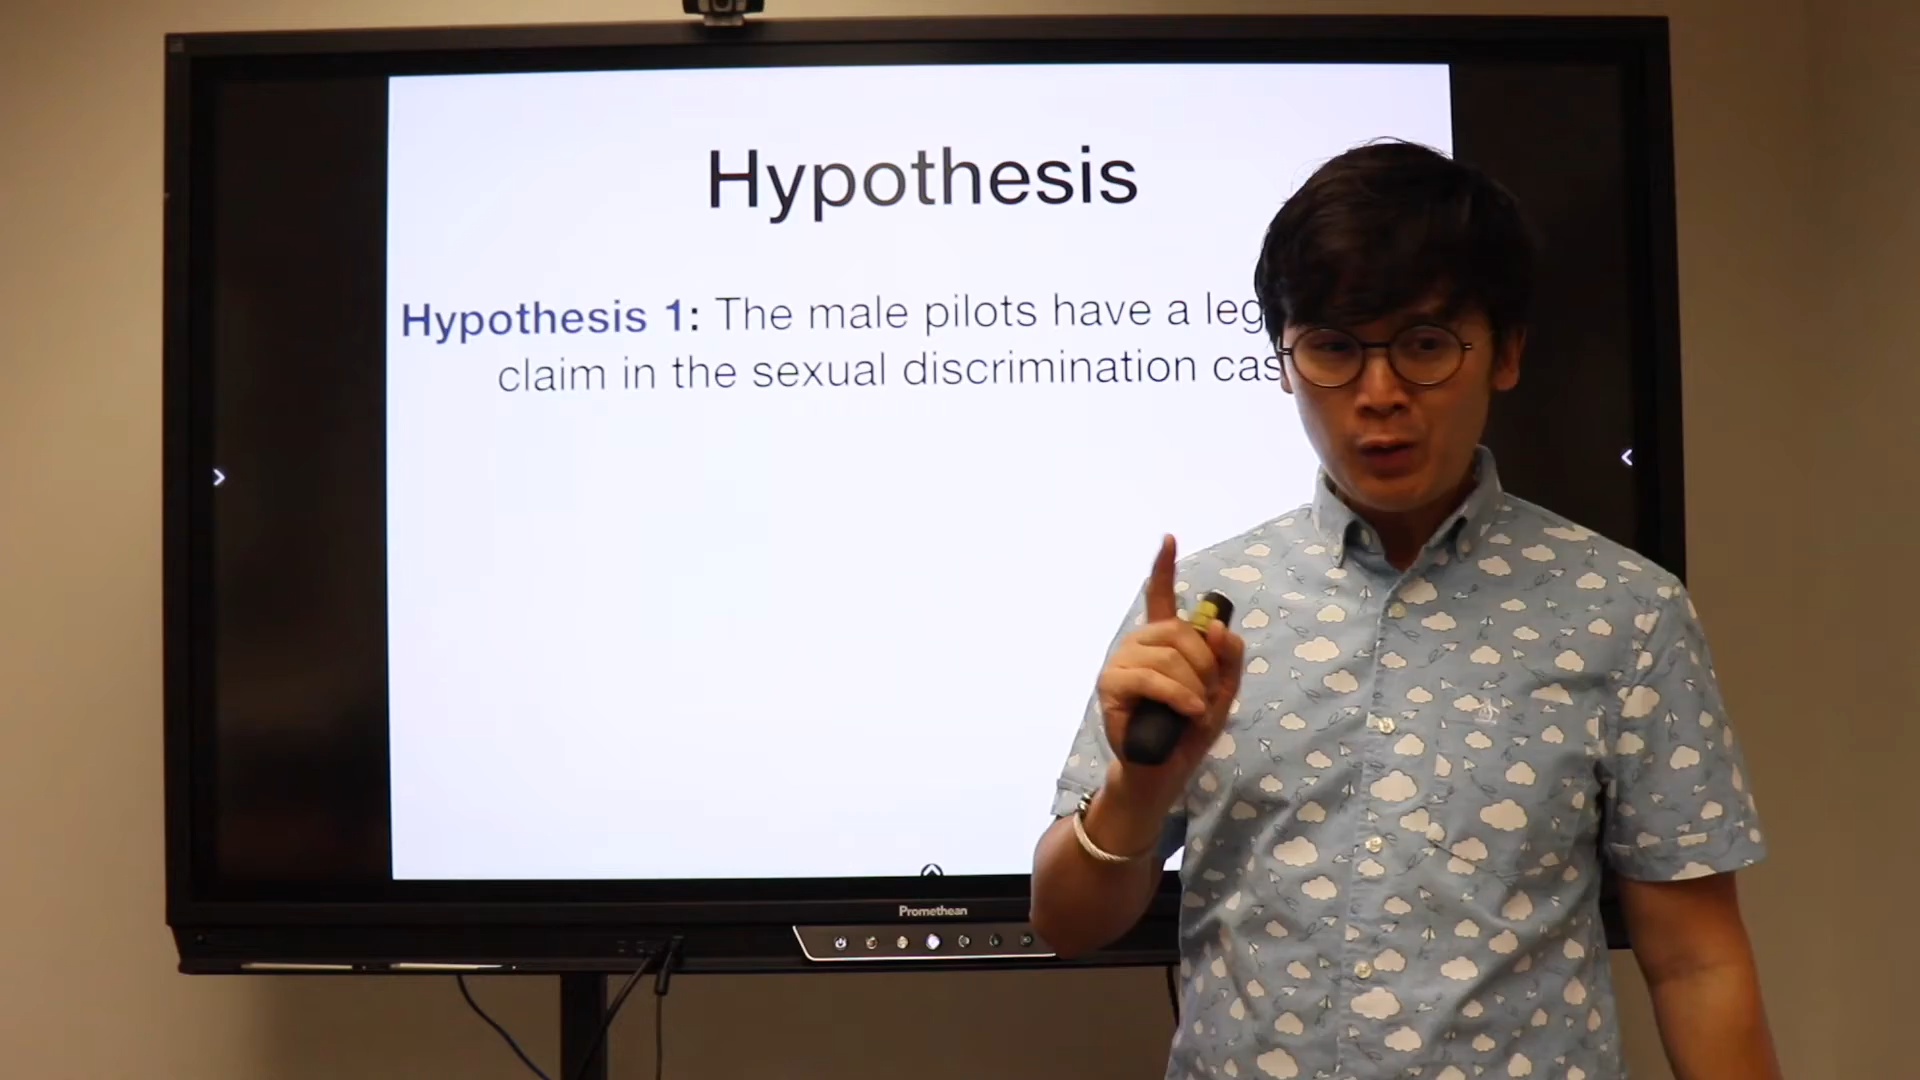 Hypothesis
Hypothesis 1: The male pilots have a leg
claim in the sexual discrimination cas
Promethean